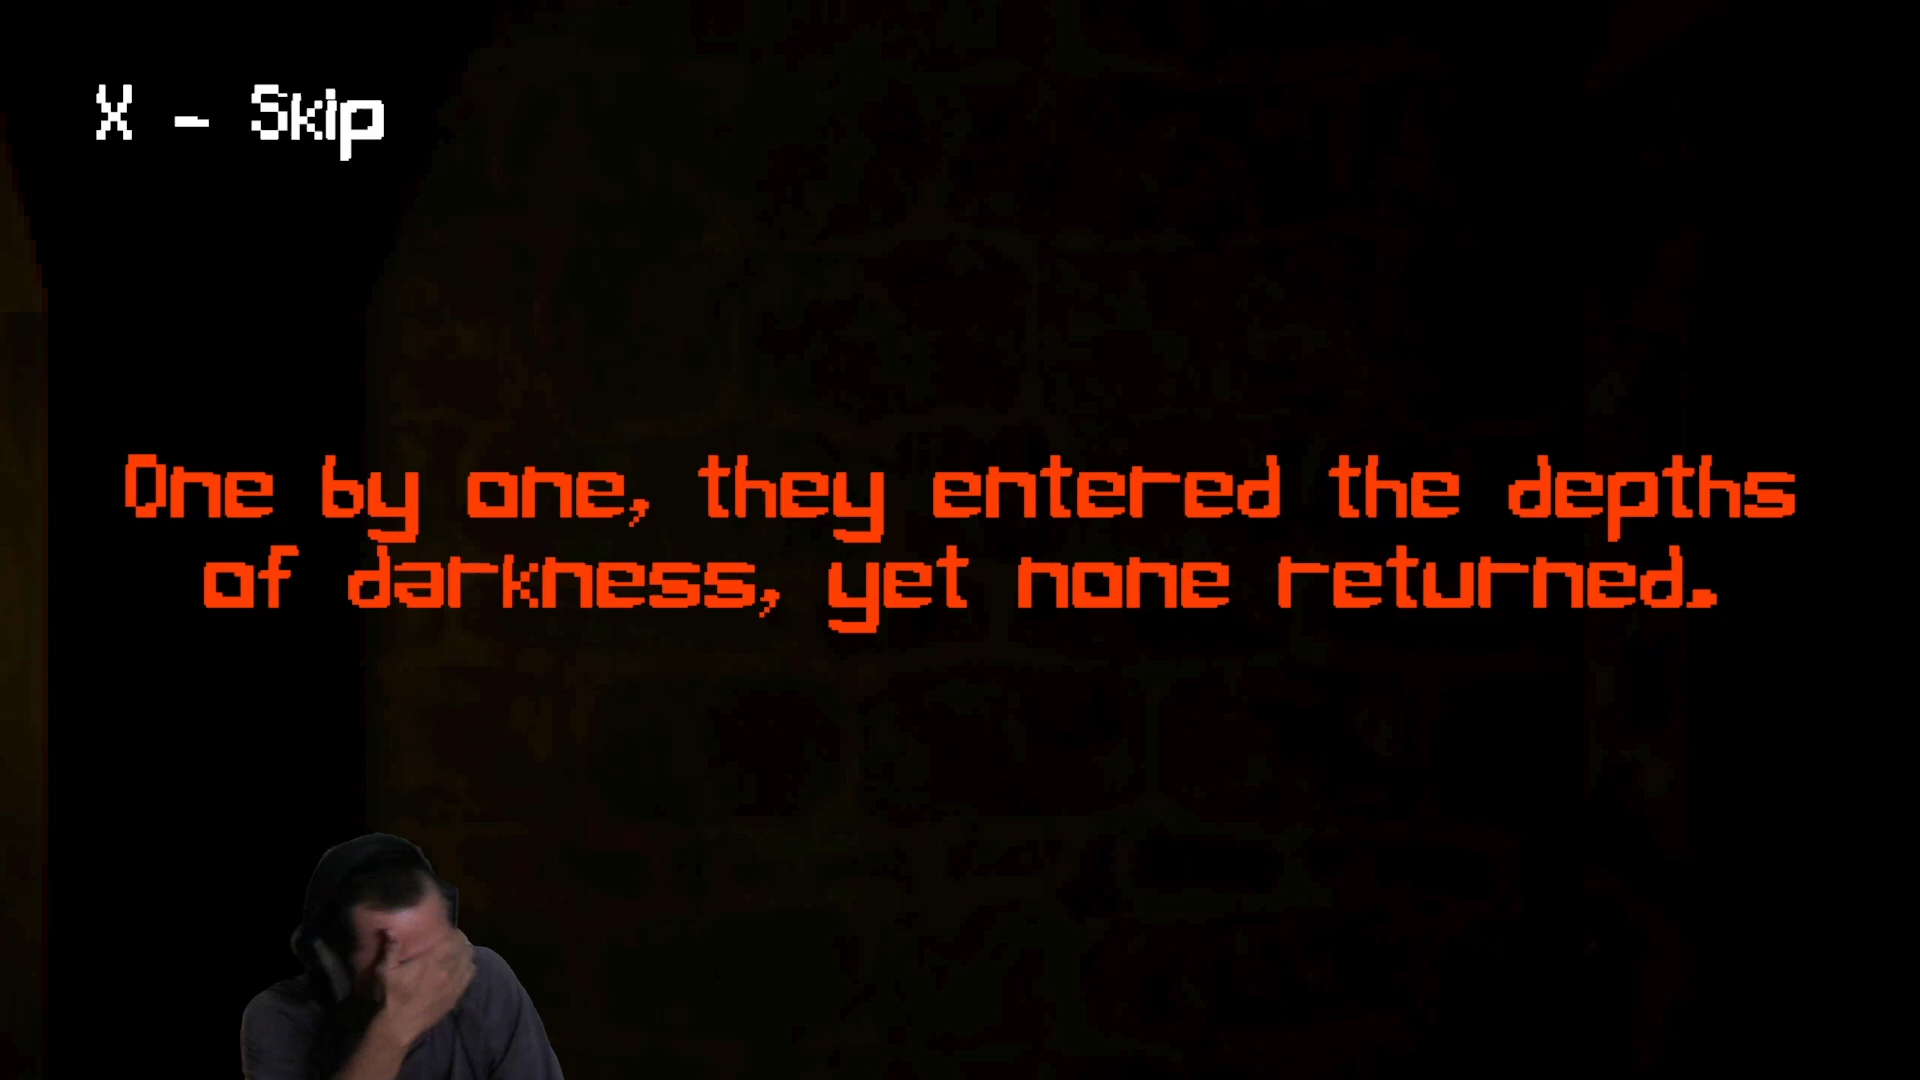 X - Skip
One by one, they entered the depths
of darkness, yet none returned.